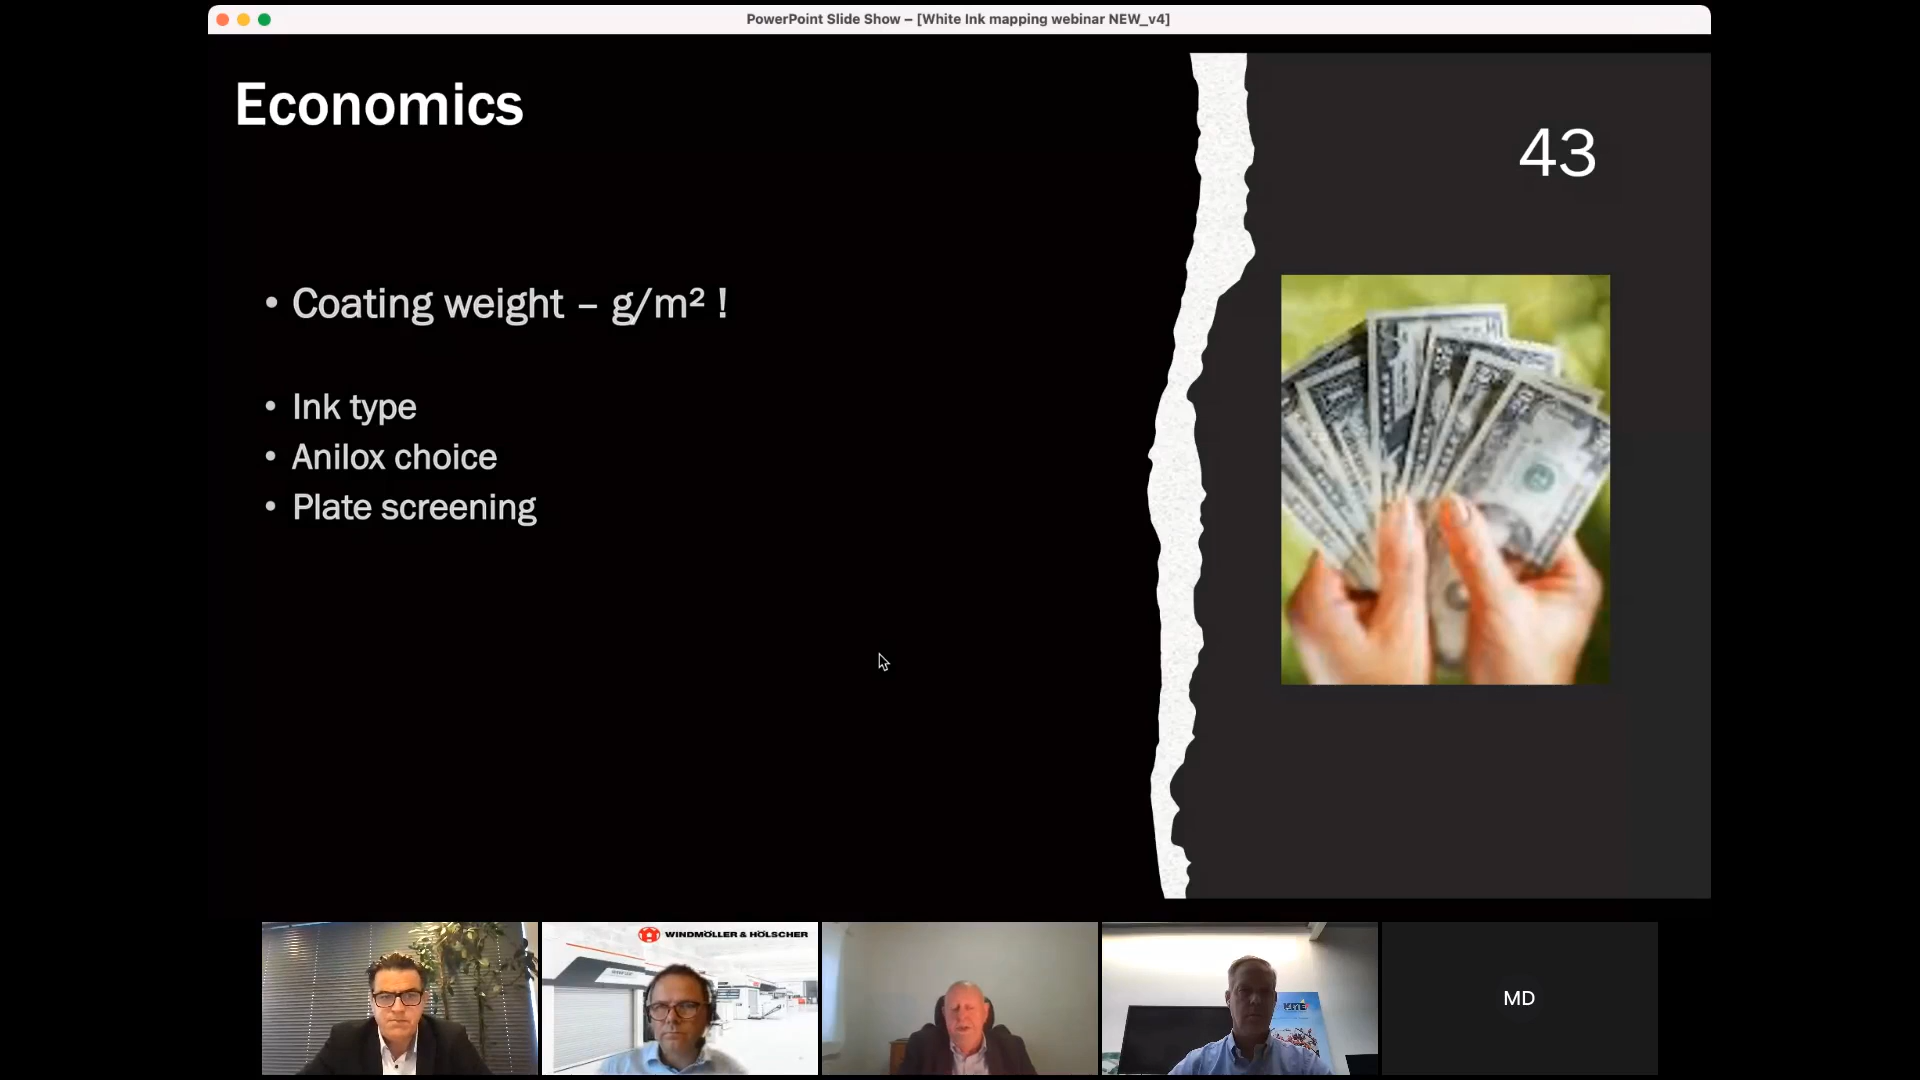 PowerPoint Slide Show – [White Ink mapping webinar NEW_v4]
Economics
43
• Coating weight – g/m² !
• Ink type
• Anilox choice
• Plate screening
WINDMÖLLER & HÖLSCHER
MD